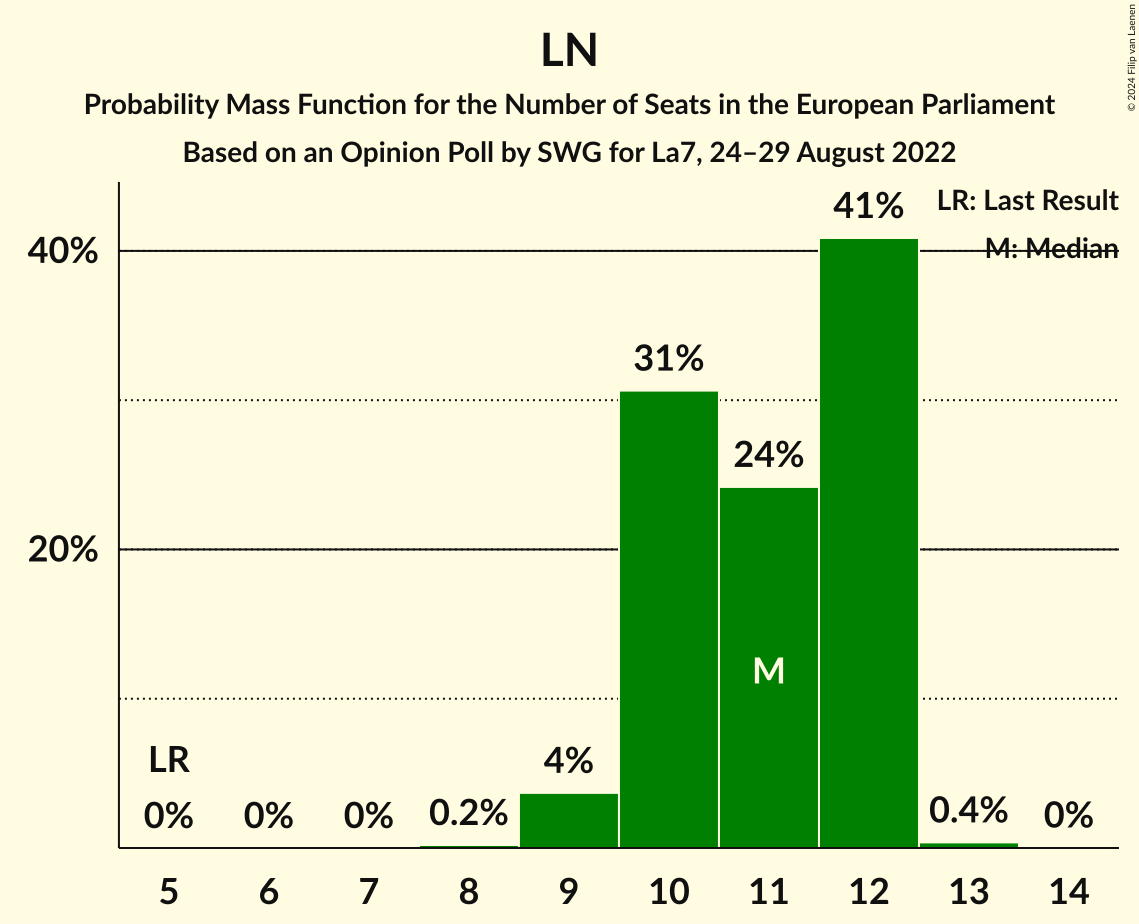 LN
Probability Mass Function for the Number of Seats in the European Parliament
Based on an Opinion Poll by SWG for La7, 24–29 August 2022
© 2024 Filip van Laenen
LR: Last Result
M: Median
40%
20%
41%
31%
24%
M
LR
4%
0%
0%
0%
0.2%
0.4%
0%
5 6 7 8 9 10 11 12 13 14